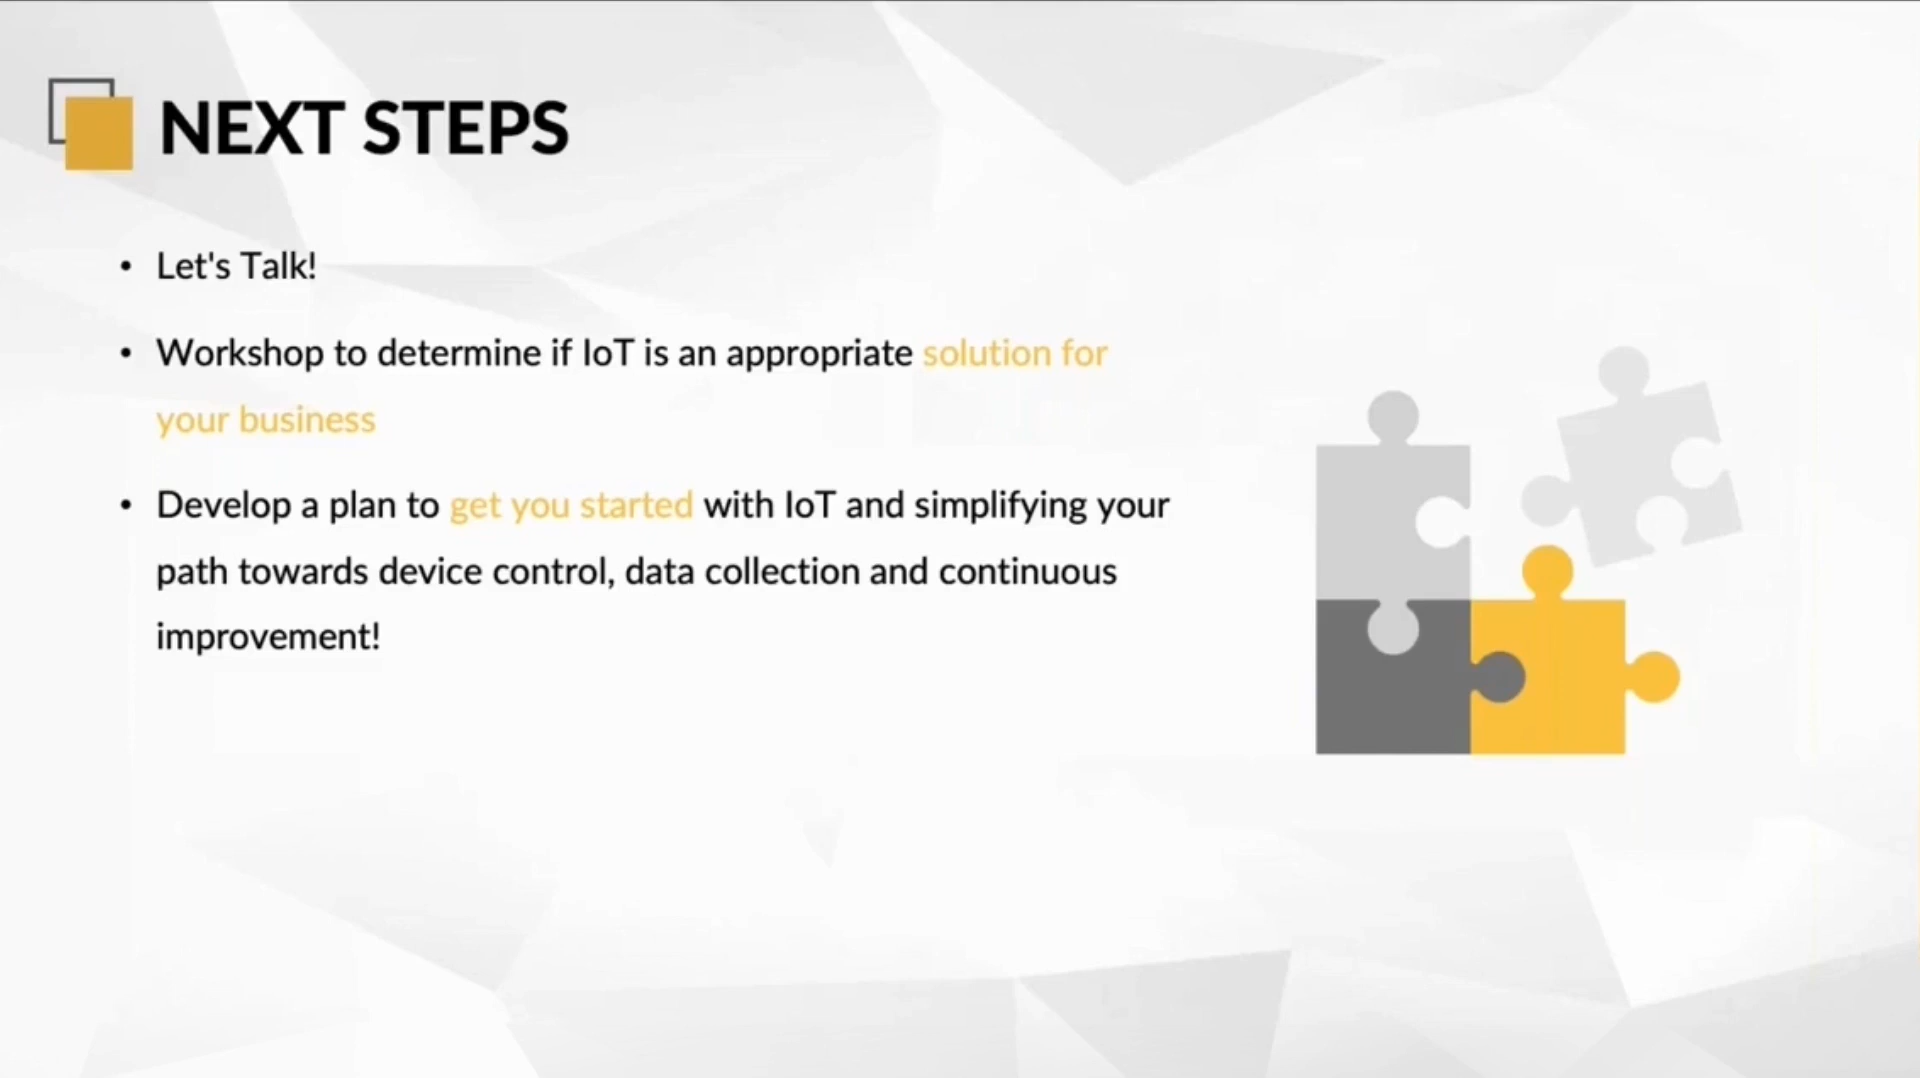 NEXT STEPS
• Let's Talk!
• Workshop to determine if IoT is an appropriate solution for
your business
• Develop a plan to get you started with IoT and simplifying your
path towards device control, data collection and continuous
improvement!